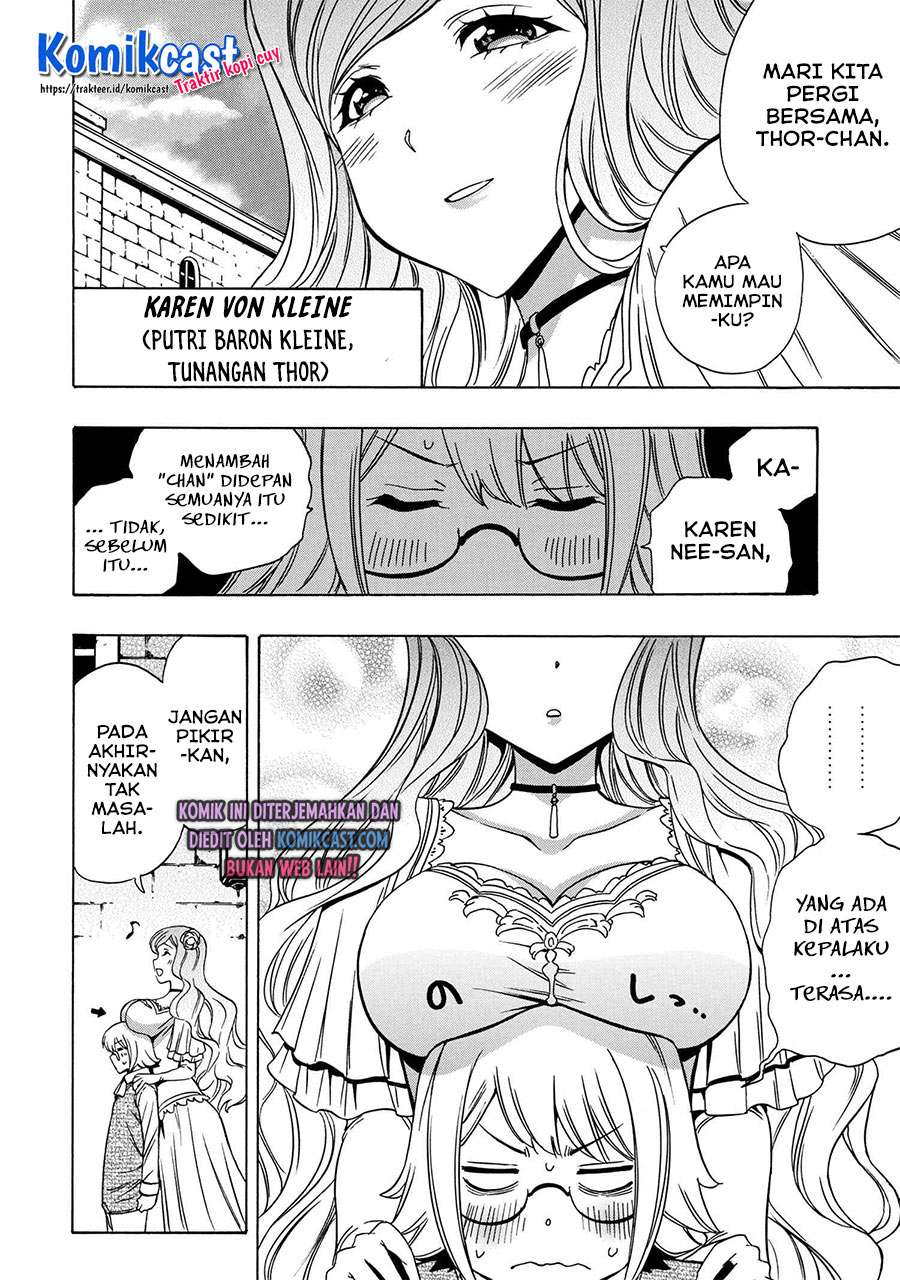 Komikcast
Traktir kopi cuy
https://trakteer.id/komikcast
MARI KITA
PERGI
BERSAMA,
THOR-CHAN.
APA
KAMU MAU
MEMIMPIN
-KU?
KAREN VON KLEINE
(PUTRI BARON KLEINE,
TUNANGAN THOR)
KA-
KAREN
NEE-SAN,
MENAMBAH
"CHAN" DIDEPAN
SEMUANYA ITU
SEDIKIT...
... TIDAK,
SEBELUM
ITU...
YANG ADA
DI ATAS
KEPALAKU
...
TERASA....
のしっ...
JANGAN
PIKIR
-KAN,
PADA
AKHIR-
NYAKAN
TAK
MASA-
LAH.
KOMIK INI DITERJEMAHKAN DAN
DIEDIT OLEH KOMIKCAST.COM
BUKAN WEB LAIN!!